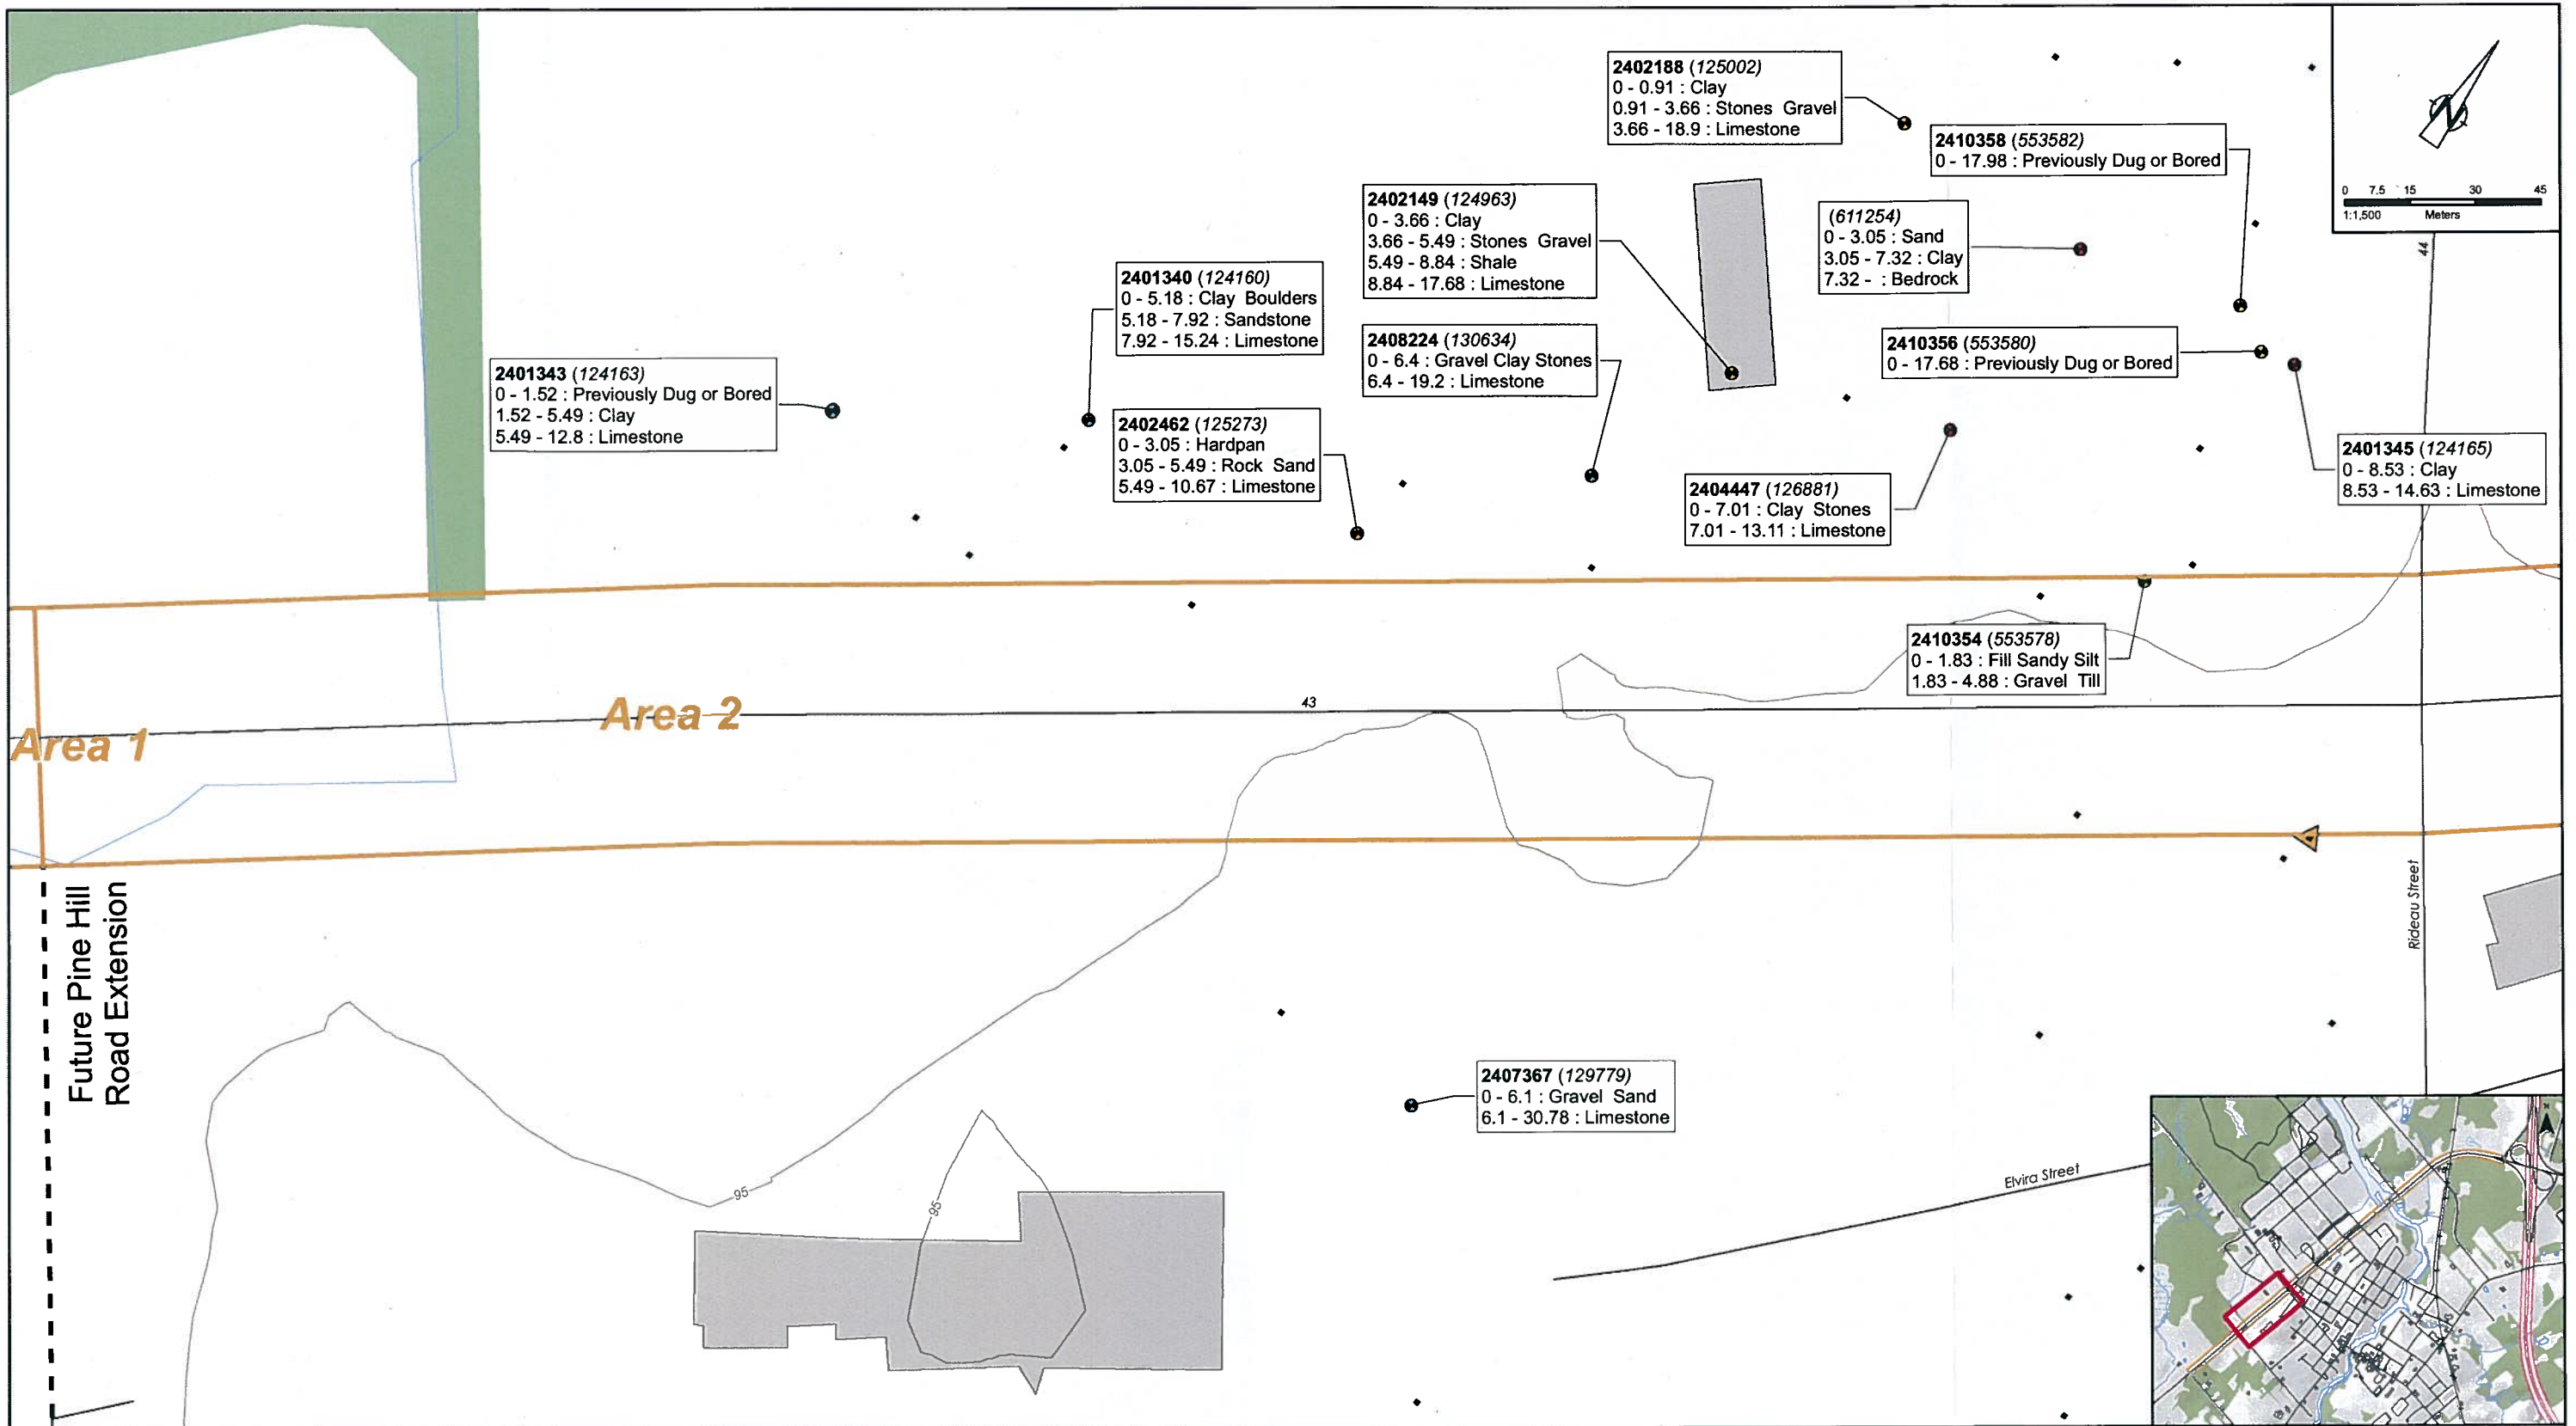 2402188 (125002)
0 - 0.91 : Clay
0.91 - 3.66 : Stones Gravel
3.66 - 18.9 : Limestone
2410358 (553582)
0 - 17.98 : Previously Dug or Bored
N
0 7.5 15 30 45
1:1,500 Meters
2402149 (124963)
0 - 3.66 : Clay
3.66 - 5.49 : Stones Gravel
5.49 - 8.84 : Shale
8.84 - 17.68 : Limestone
(611254)
0 - 3.05 : Sand
3.05 - 7.32 : Clay
7.32 - : Bedrock
44
2401340 (124160)
0 - 5.18 : Clay Boulders
5.18 - 7.92 : Sandstone
7.92 - 15.24 : Limestone
2408224 (130634)
0 - 6.4 : Gravel Clay Stones
6.4 - 19.2 : Limestone
2410356 (553580)
0 - 17.68 : Previously Dug or Bored
2401343 (124163)
0 - 1.52 : Previously Dug or Bored
1.52 - 5.49 : Clay
5.49 - 12.8 : Limestone
2402462 (125273)
0 - 3.05 : Hardpan
3.05 - 5.49 : Rock Sand
5.49 - 10.67 : Limestone
2401345 (124165)
0 - 8.53 : Clay
8.53 - 14.63 : Limestone
2404447 (126881)
0 - 7.01 : Clay Stones
7.01 - 13.11 : Limestone
2410354 (553578)
0 - 1.83 : Fill Sandy Silt
1.83 - 4.88 : Gravel Till
Area 2
43
Area 1
Rideau Street
Future Pine Hill
Road Extension
2407367 (129779)
0 - 6.1 : Gravel Sand
6.1 - 30.78 : Limestone
Elvira Street
95
95